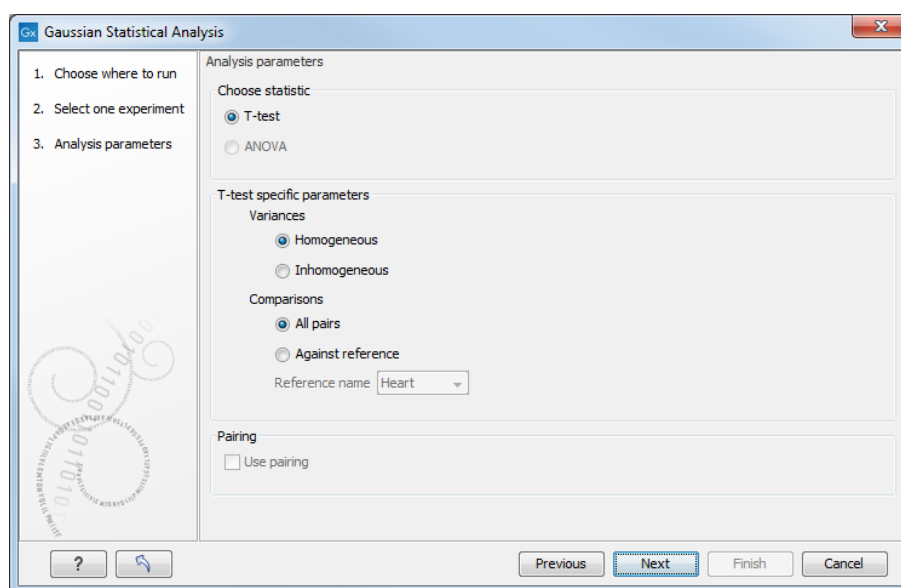 Gx Gaussian Statistical Analysis
1. Choose where to run
2. Select one experiment
3. Analysis parameters
Analysis parameters
Choose statistic
T-test
ANOVA
T-test specific parameters
Variances
Homogeneous
Inhomogeneous
Comparisons
All pairs
Against reference
Reference name Heart
Pairing
Use pairing
? Previous Next Finish Cancel